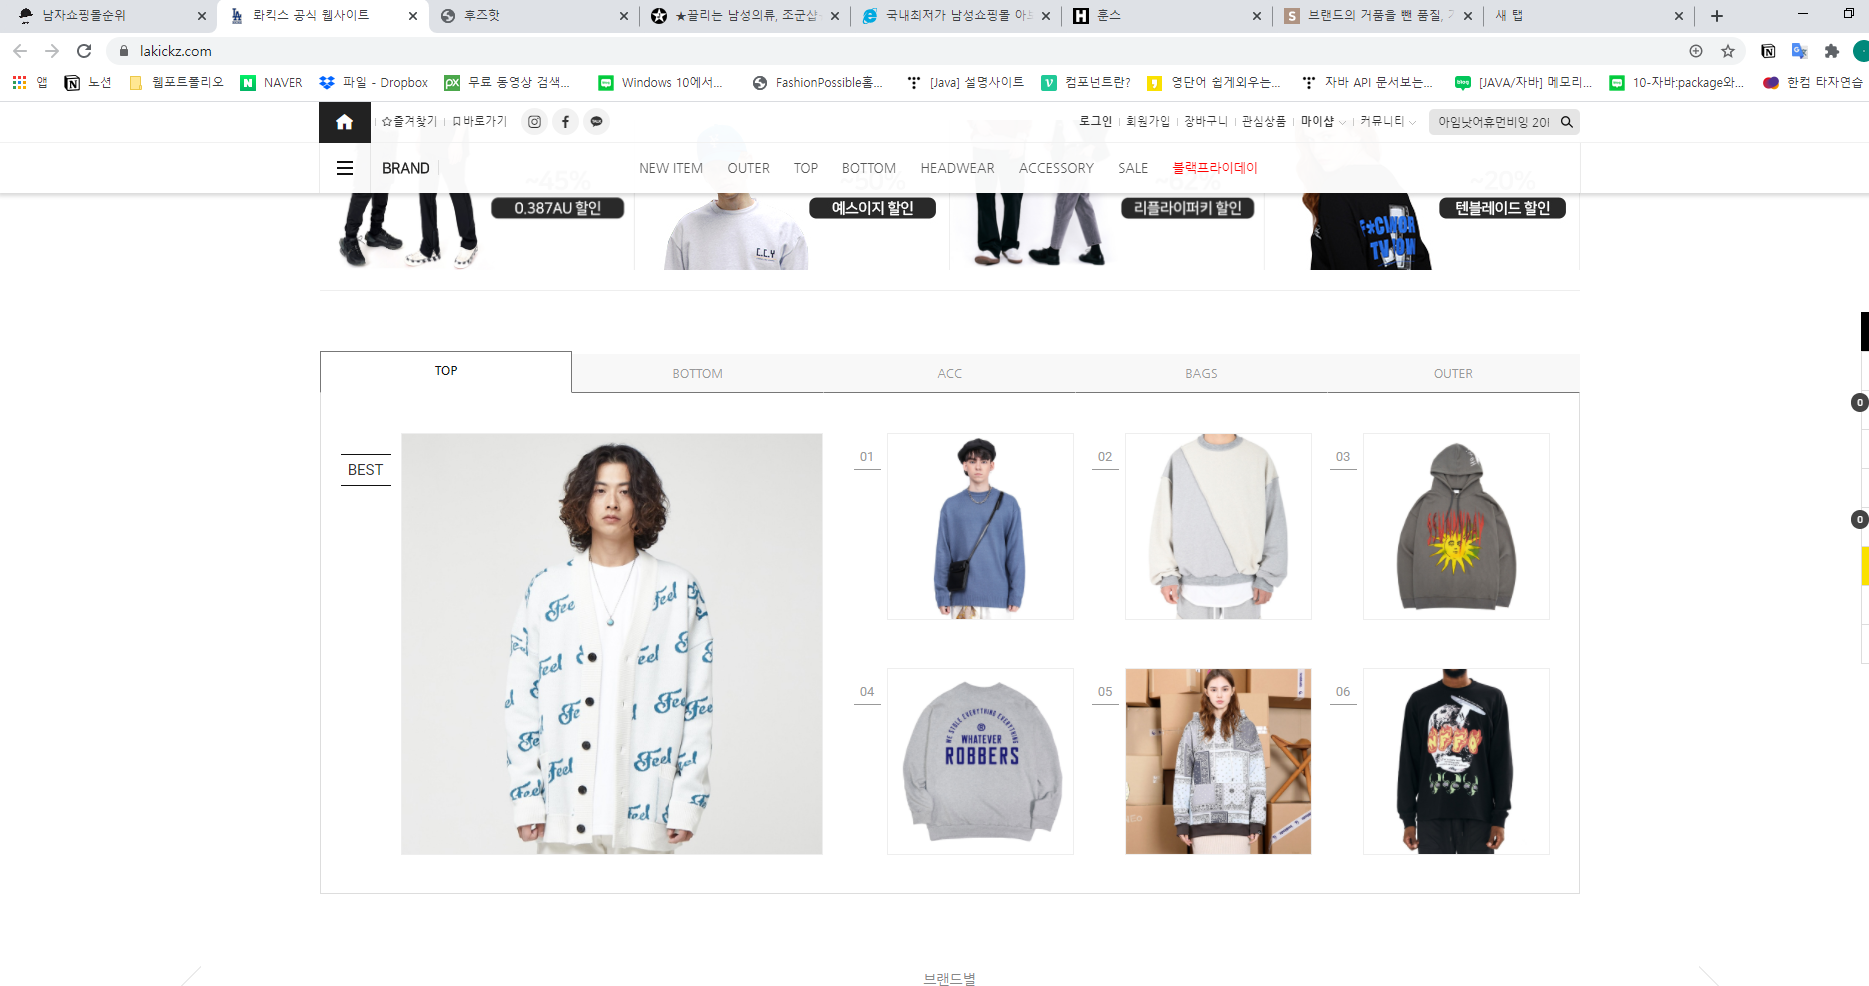 남자쇼핑몰순위
롸킥스 공식 웹사이트
후즈핫
★끌리는 남성의류, 조군샵
국내최저가 남성쇼핑몰 아보
훈스
브랜드의 거품을 뺀 품질,
새 탭
lakickz.com
앱
노션
웹포트폴리오
NAVER
파일 - Dropbox
무료 동영상 검색...
Windows 10에서...
FashionPossible홈...
[Java] 설명사이트
컴포넌트란?
영단어 쉽게외우는...
자바 API 문서보는...
[JAVA/자바] 메모리...
10-자바:package와...
한컴 타자연습
☆즐겨찾기
바로가기
로그인
회원가입
장바구니
관심상품
마이샵
커뮤니티
아임낫어휴먼비잉 20
BRAND
NEW ITEM
OUTER
TOP
BOTTOM
HEADWEAR
ACCESSORY
SALE
블랙프라이데이
~45%
~50%
~62%
~20%
0.387AU 할인
예스이지 할인
리플라이퍼키 할인
텐블레이드 할인
C.C.Y
F*CKING
TOP
BOTTOM
ACC
BAGS
OUTER
BEST
01
02
03
Feel
04
05
06
WE STOLE EVERYTHING EVERYTHING
WHATEVER
ROBBERS
브랜드별
0
0